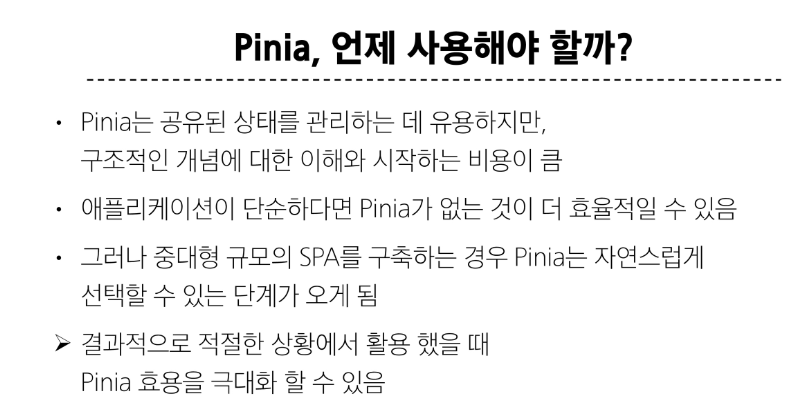 Pinia, 언제 사용해야 할까?
• Pinia는 공유된 상태를 관리하는 데 유용하지만,
구조적인 개념에 대한 이해와 시작하는 비용이 큼
• 애플리케이션이 단순하다면 Pinia가 없는 것이 더 효율적일 수 있음
• 그러나 중대형 규모의 SPA를 구축하는 경우 Pinia는 자연스럽게
선택할 수 있는 단계가 오게 됨
➢ 결과적으로 적절한 상황에서 활용 했을 때
Pinia 효용을 극대화 할 수 있음